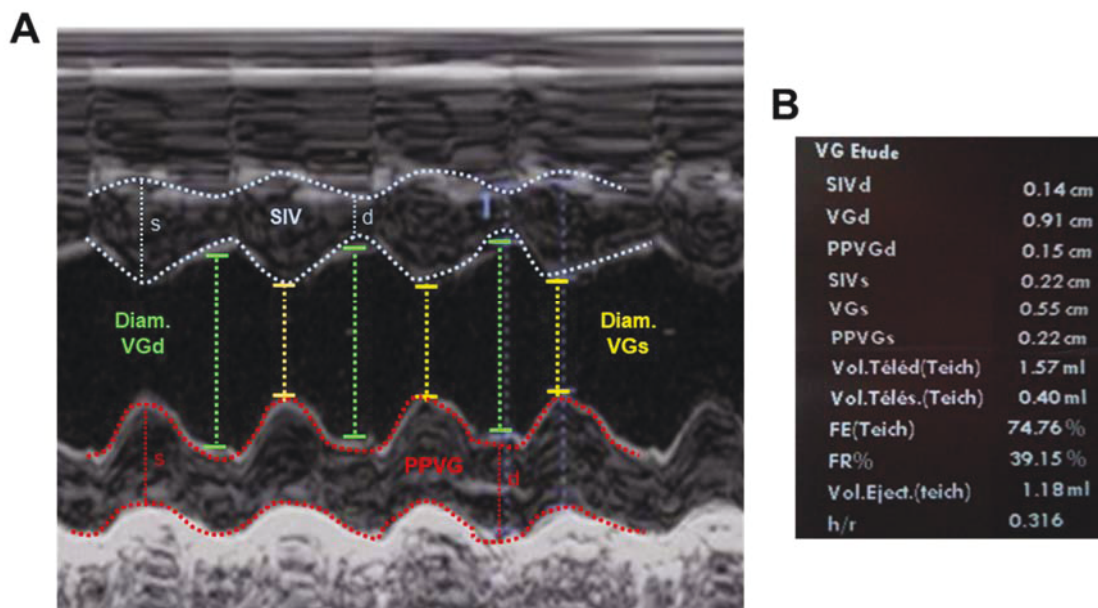 A
s
SIV
d
Diam.
VGd
Diam.
VGs
s
PPVG
d
B
VG Etude
SIVd 0.14 cm
VGd 0.91 cm
PPVGd 0.15 cm
SIVs 0.22 cm
VGs 0.55 cm
PPVGs 0.22 cm
Vol.Téléd(Teich) 1.57 ml
Vol.Télés.(Teich) 0.40 ml
FE(Teich) 74.76 %
FR% 39.15 %
Vol.Eject.(teich) 1.18 ml
h/r 0.316